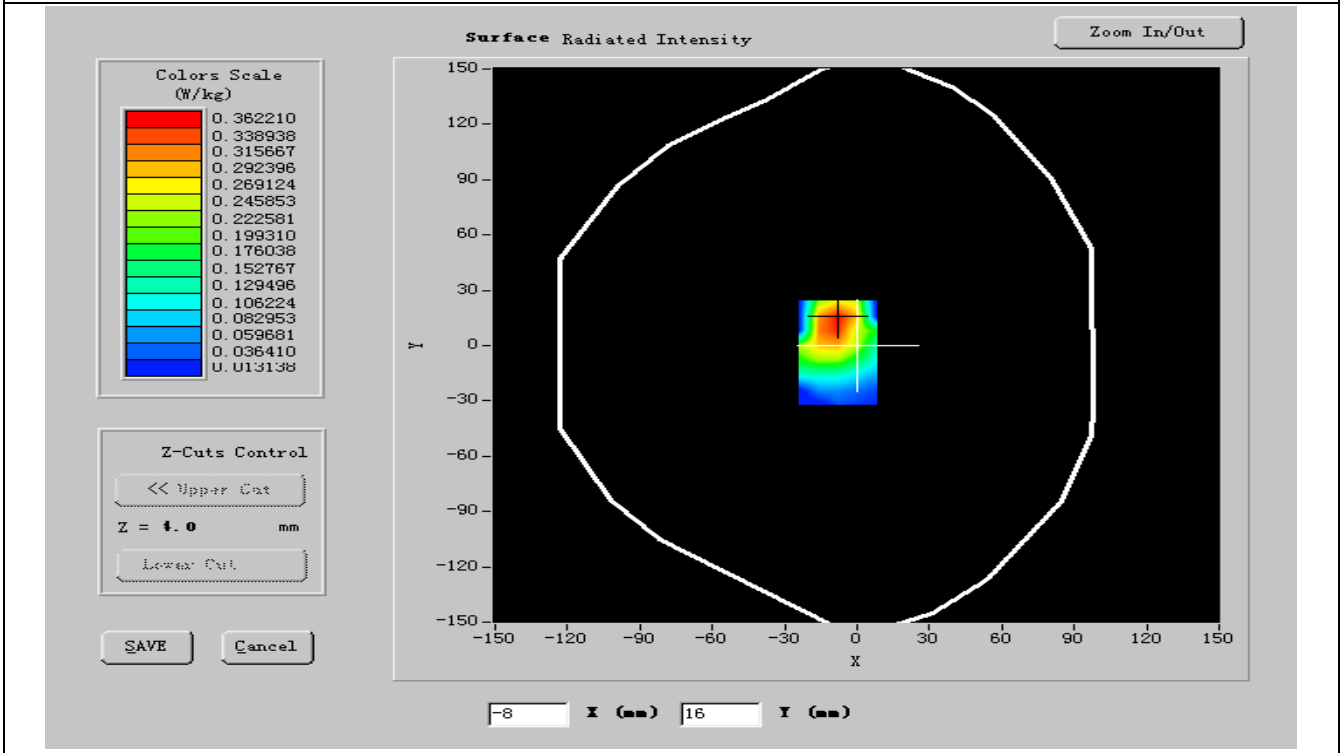 Surface Radiated Intensity
Zoom In/Out
Colors Scale
(W/kg)
0.362210
0.338938
0.315667
0.292396
0.269124
0.245853
0.222581
0.199310
0.176038
0.152767
0.129496
0.106224
0.082953
0.059681
0.036410
0.013138
Z-Cuts Control
<< Upper Cut
Z = 4.0 mm
Lower Cut
SAVE
Cancel
150
120
90
60
30
0
-30
-60
-90
-120
-150
Y
-150 -120 -90 -60 -30 0 30 60 90 120 150
X
-8 X (mm) 16 Y (mm)